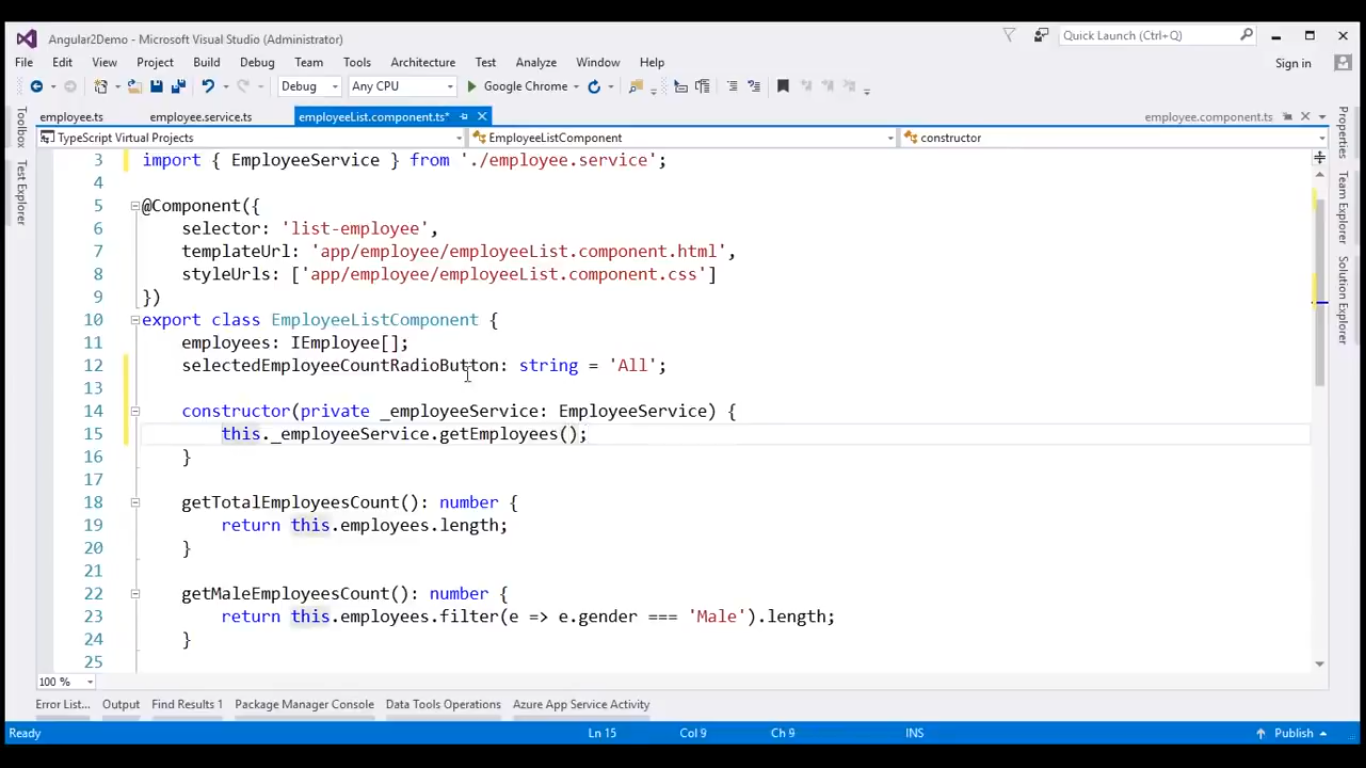 Angular2Demo - Microsoft Visual Studio (Administrator)
Quick Launch (Ctrl+Q)
File Edit View Project Build Debug Team Tools Architecture Test Analyze Window Help
Sign in
Debug Any CPU Google Chrome
employee.ts employee.service.ts employeeList.component.ts* employee.component.ts
TypeScript Virtual Projects EmployeeListComponent constructor
Toolbox
Test Explorer
Properties
Team Explorer
Solution Explorer
3 import { EmployeeService } from './employee.service';
4
5 @Component({
6 selector: 'list-employee',
7 templateUrl: 'app/employee/employeeList.component.html',
8 styleUrls: ['app/employee/employeeList.component.css']
9 })
10 export class EmployeeListComponent {
11 employees: IEmployee[];
12 selectedEmployeeCountRadioButton: string = 'All';
13
14 constructor(private _employeeService: EmployeeService) {
15 this._employeeService.getEmployees();
16 }
17
18 getTotalEmployeesCount(): number {
19 return this.employees.length;
20 }
21
22 getMaleEmployeesCount(): number {
23 return this.employees.filter(e => e.gender === 'Male').length;
24 }
25
100 %
Error List... Output Find Results 1 Package Manager Console Data Tools Operations Azure App Service Activity
Ready Ln 15 Col 9 Ch 9 INS Publish